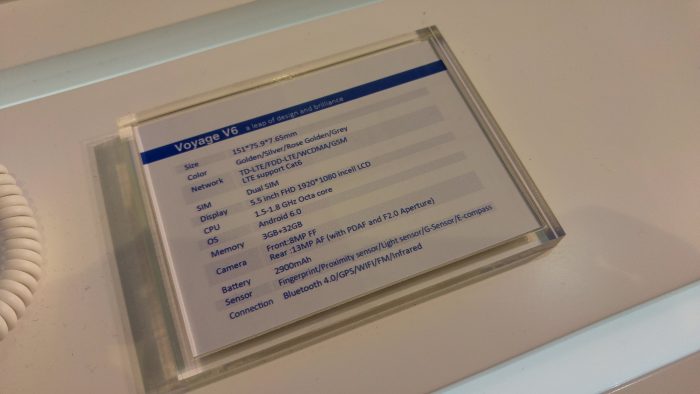 Voyage V6 a leap of design and brilliance
Size 151*75.9*7.65mm
Color Golden/Silver/Rose Golden/Grey
Network TD-LTE/FDD-LTE/WCDMA/GSM
LTE support Cat6
SIM Dual SIM
Display 5.5 inch FHD 1920*1080 incell LCD
CPU 1.5-1.8 GHz Octa core
OS Android 6.0
Memory 3GB+32GB
Camera Front:8MP FF
Rear :13MP AF (with PDAF and F2.0 Aperture)
Battery 2900mAh
Sensor Fingerprint/Proximity sensor/Light sensor/G-Sensor/E-compass
Connection Bluetooth 4.0/GPS/WIFI/FM/Infrared